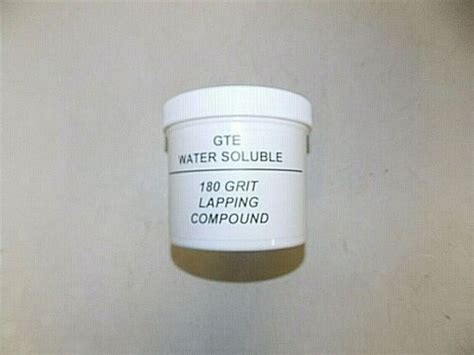 GTE
WATER SOLUBLE
180 GRIT
LAPPING
COMPOUND